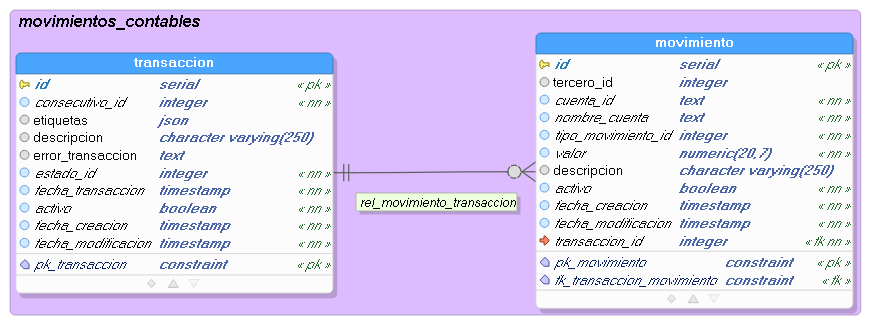 movimientos_contables
transaccion
id serial « pk »
consecutivo_id integer « nn »
etiquetas json
descripcion character varying(250)
error_transaccion text
estado_id integer « nn »
fecha_transaccion timestamp « nn »
activo boolean « nn »
fecha_creacion timestamp « nn »
fecha_modificacion timestamp « nn »
pk_transaccion constraint « pk »
rel_movimiento_transaccion
movimiento
id serial « pk »
tercero_id integer
cuenta_id text « nn »
nombre_cuenta text « nn »
tipo_movimiento_id integer « nn »
valor numeric(20,7) « nn »
descripcion character varying(250)
activo boolean « nn »
fecha_creacion timestamp « nn »
fecha_modificacion timestamp « nn »
transaccion_id integer « fk nn »
pk_movimiento constraint « pk »
fk_transaccion_movimiento constraint « fk »